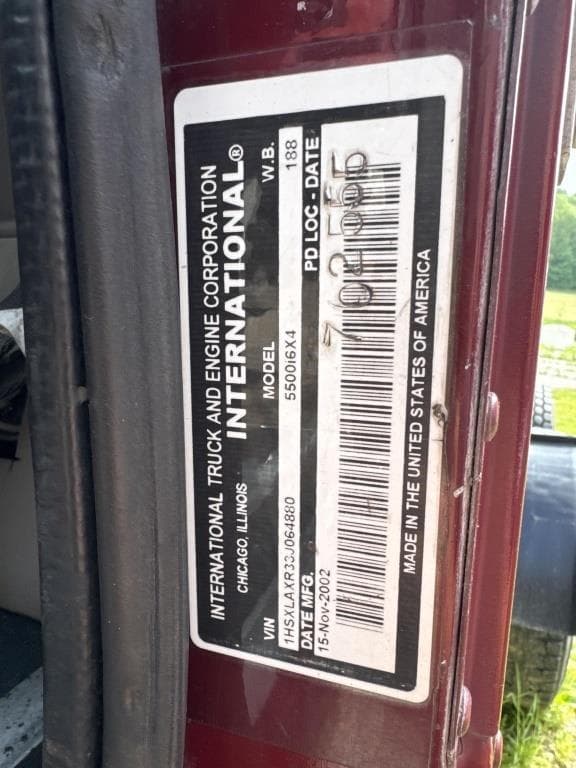 INTERNATIONAL TRUCK AND ENGINE CORPORATION
CHICAGO, ILLINOIS INTERNATIONAL®
VIN MODEL W.B.
1HSXLAXR33J064880 5500i6X4 188
DATE MFG. PD LOC - DATE
15-Nov-2002
702555
MADE IN THE UNITED STATES OF AMERICA